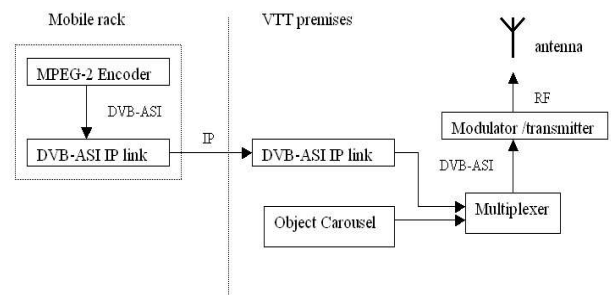 Mobile rack
VTT premises
antenna
MPEG-2 Encoder
DVB-ASI
RF
Modulator /transmitter
DVB-ASI IP link
IP
DVB-ASI IP link
DVB-ASI
Multiplexer
Object Carousel